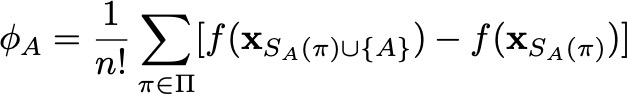 $\phi_A = \frac{1}{n!} \sum_{\pi \in \Pi} [f(\mathbf{x}_{S_A(\pi) \cup \{A\}}) - f(\mathbf{x}_{S_A(\pi)})]$